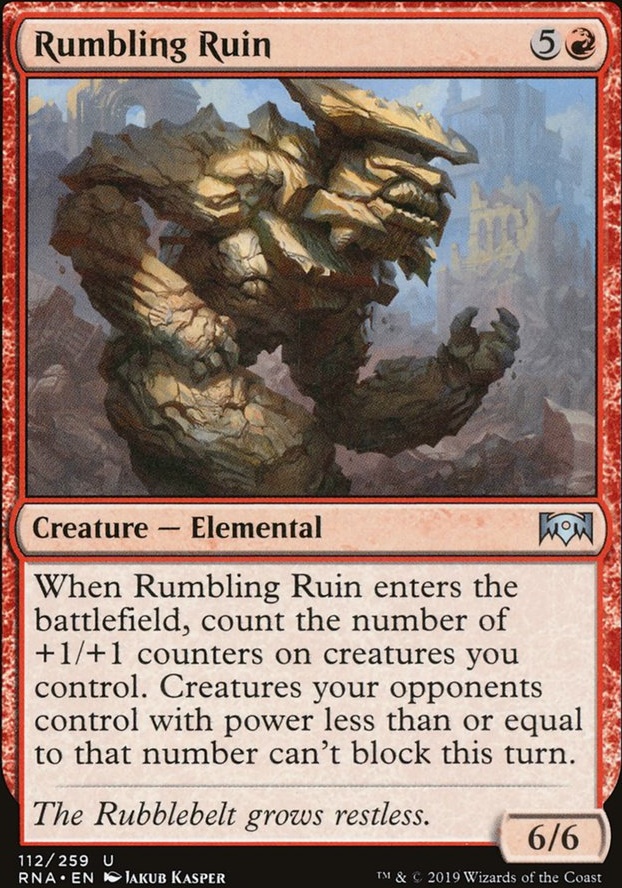 Rumbling Ruin 5
Creature — Elemental
When Rumbling Ruin enters the
battlefield, count the number of
+1/+1 counters on creatures you
control. Creatures your opponents
control with power less than or equal
to that number can't block this turn.
The Rubblebelt grows restless.
6/6
112/259 U
RNA • EN Jakub Kasper
™ & © 2019 Wizards of the Coast